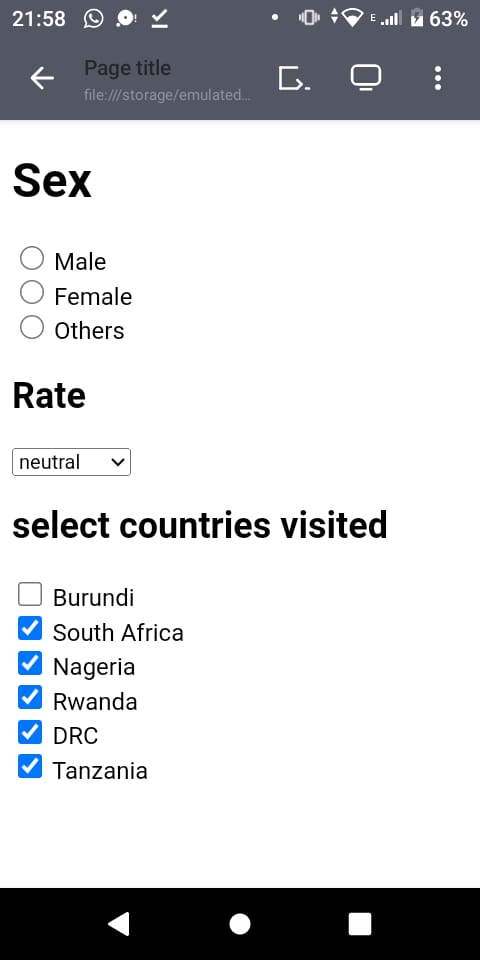 21:58
E
63%
Page title
file:///storage/emulated...
Sex
Male
Female
Others
Rate
neutral
select countries visited
Burundi
South Africa
Nageria
Rwanda
DRC
Tanzania